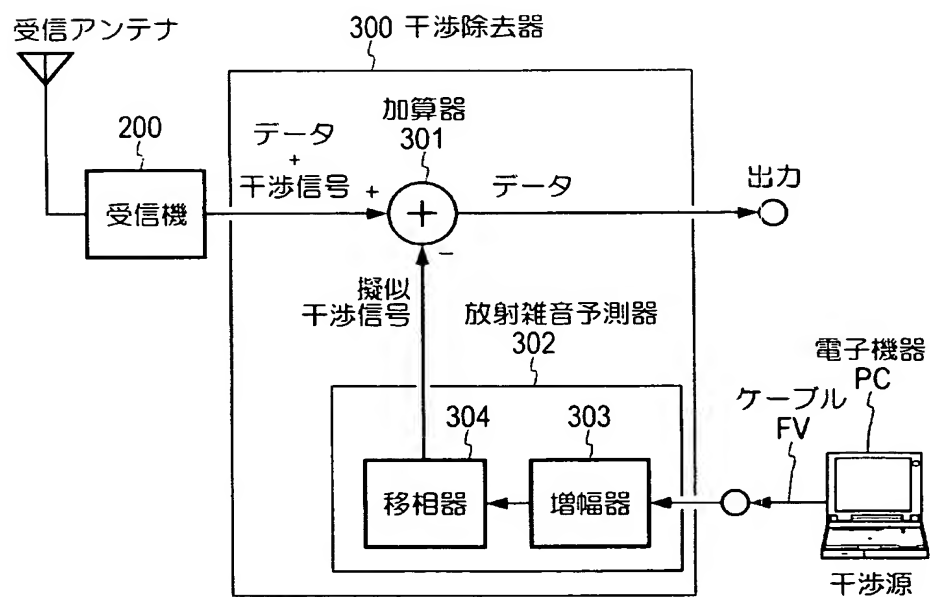 受信アンテナ
300 干渉除去器
200
受信機
データ
+
干渉信号
+
加算器
301
+
−
データ
出力
擬似
干渉信号
放射雑音予測器
302
304
移相器
303
増幅器
ケーブル
FV
電子機器
PC
干渉源